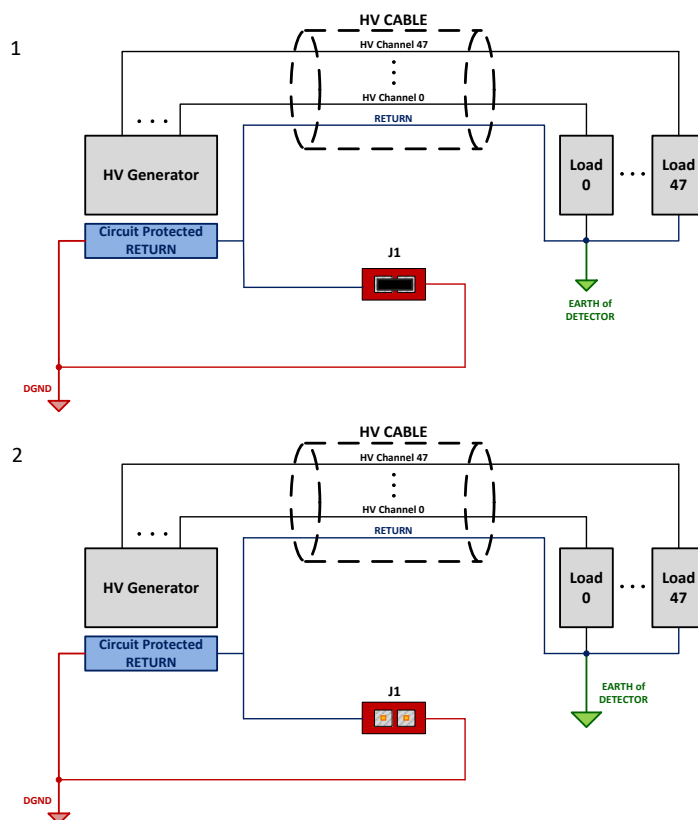 1
HV CABLE
HV Channel 47
HV Channel 0
RETURN
HV Generator
Load
0
Load
47
Circuit Protected
RETURN
J1
EARTH of
DETECTOR
DGND
2
HV CABLE
HV Channel 47
HV Channel 0
RETURN
HV Generator
Load
0
Load
47
Circuit Protected
RETURN
J1
EARTH of
DETECTOR
DGND